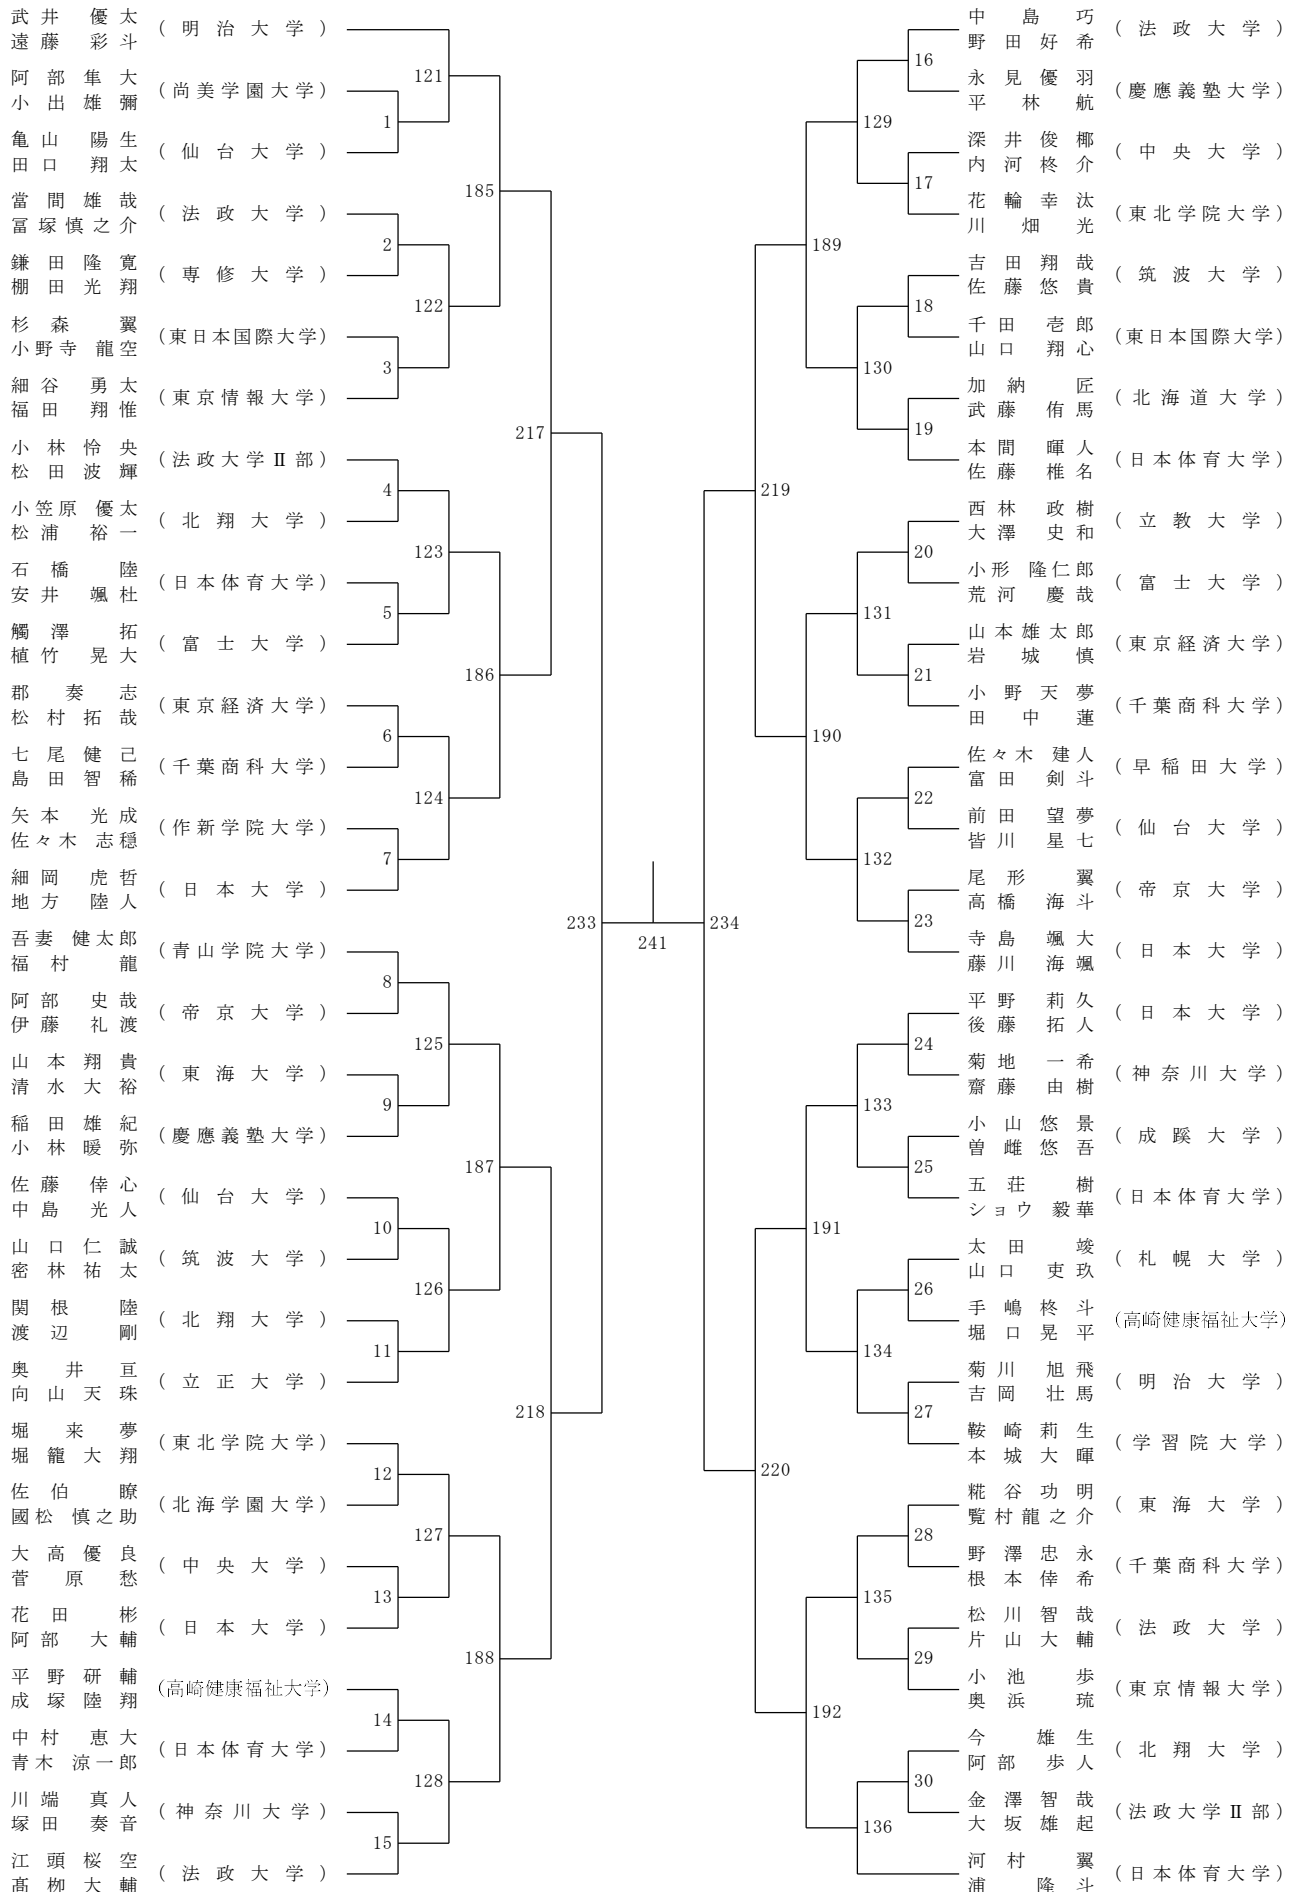 武井 優太
遠藤 彩斗
(明治大学)
阿部 隼大
小出 雄彌
(尚美学園大学)
亀山 陽生
田口 翔太
(仙台大学)
當間雄哉
冨塚慎之介
(法政大学)
鎌田隆寛
棚田光翔
(専修大学)
杉森 翼
小野寺 龍空
(東日本国際大学)
細谷 勇太
福田 翔惟
(東京情報大学)
小林怜央
松田波輝
(法政大学Ⅱ部)
小笠原 優太
松浦 裕一
(北翔大学)
石橋 陸
安井 颯杜
(日本体育大学)
觸澤 拓
植竹 晃大
(富士大学)
郡 奏志
松村拓哉
(東京経済大学)
七尾健己
島田智稀
(千葉商科大学)
矢本 光成
佐々木 志穏
(作新学院大学)
細岡 虎哲
地方 陸人
(日本大学)
吾妻 健太郎
福村 龍
(青山学院大学)
阿部 史哉
伊藤 礼渡
(帝京大学)
山本翔貴
清水大裕
(東海大学)
稲田雄紀
小林暖弥
(慶應義塾大学)
佐藤 倖心
中島 光人
(仙台大学)
山口仁誠
密林祐太
(筑波大学)
関根 陸
渡辺 剛
(北翔大学)
奥井 亘
向山天珠
(立正大学)
堀 来夢
堀籠大翔
(東北学院大学)
佐伯 瞭
國松 慎之助
(北海学園大学)
大高優良
菅原 愁
(中央大学)
花田 彬
阿部 大輔
(日本大学)
平野研輔
成塚陸翔
(高崎健康福祉大学)
中村 恵大
青木 涼一郎
(日本体育大学)
川端 真人
塚田 奏音
(神奈川大学)
江頭桜空
髙栁大輔
(法政大学)
121
1
185
2
122
3
217
4
123
5
186
6
124
7
233
8
125
9
187
10
126
11
218
12
127
13
188
14
128
15
241
234
中島 巧
野田好希
(法政大学)
永見優羽
平林 航
(慶應義塾大学)
深井俊椰
内河柊介
(中央大学)
花輪幸汰
川畑 光
(東北学院大学)
吉田翔哉
佐藤悠貴
(筑波大学)
千田 壱郎
山口 翔心
(東日本国際大学)
加納 匠
武藤 侑馬
(北海道大学)
本間 暉人
佐藤 椎名
(日本体育大学)
西林 政樹
大澤 史和
(立教大学)
小形 隆仁郎
荒河 慶哉
(富士大学)
山本雄太郎
岩城 慎
(東京経済大学)
小野天夢
田中 蓮
(千葉商科大学)
佐々木 建人
富田 剣斗
(早稲田大学)
前田 望夢
皆川 星七
(仙台大学)
尾形 翼
高橋 海斗
(帝京大学)
寺島 颯大
藤川 海颯
(日本大学)
平野 莉久
後藤 拓人
(日本大学)
菊地 一希
齋藤 由樹
(神奈川大学)
小山悠景
曽雌悠吾
(成蹊大学)
五荘 樹
ショウ 毅華
(日本体育大学)
太田 竣
山口 吏玖
(札幌大学)
手嶋柊斗
堀口晃平
(高崎健康福祉大学)
菊川 旭飛
吉岡 壮馬
(明治大学)
鞍崎莉生
本城大暉
(学習院大学)
糀谷功明
覧村龍之介
(東海大学)
野澤忠永
根本倖希
(千葉商科大学)
松川智哉
片山大輔
(法政大学)
小池 歩
奥浜 琉
(東京情報大学)
今 雄生
阿部 歩人
(北翔大学)
金澤智哉
大坂雄起
(法政大学Ⅱ部)
河村 翼
浦 隆斗
(日本体育大学)
16
129
17
189
18
130
19
219
20
131
21
190
22
132
23
24
133
25
191
26
134
27
220
28
135
29
192
30
136